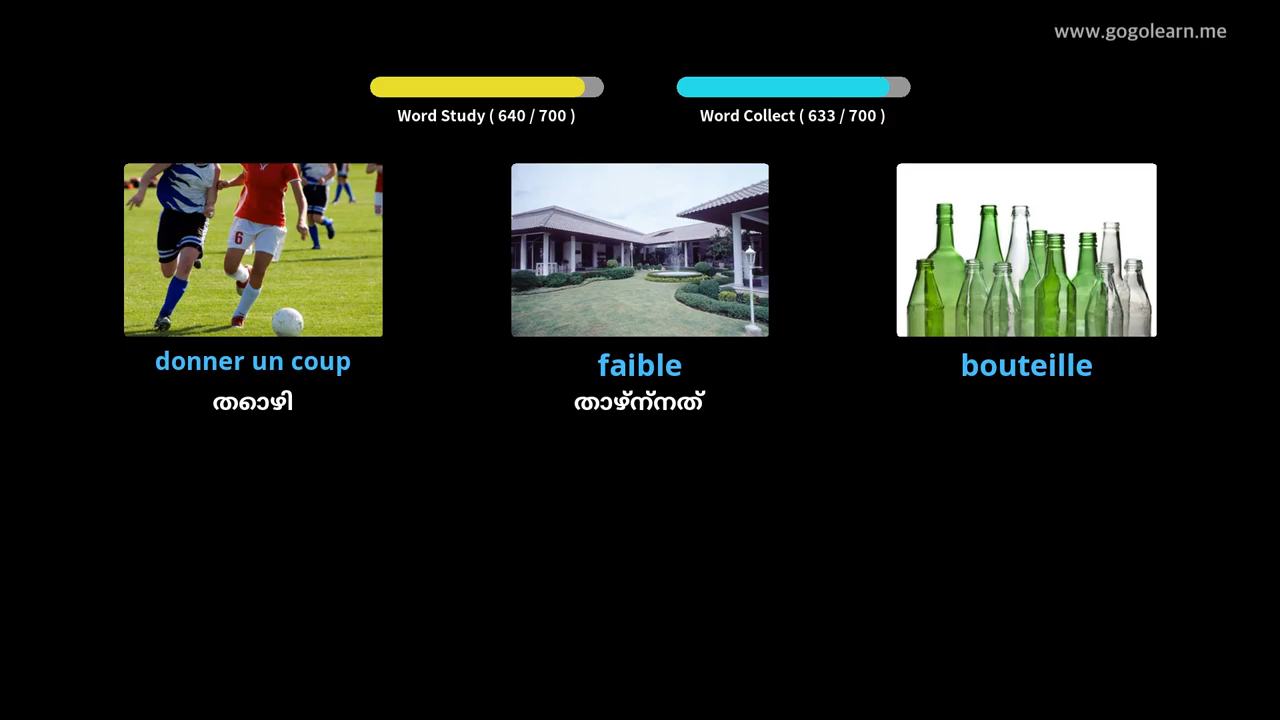 www.gogolearn.me
Word Study ( 640 / 700 )
Word Collect ( 633 / 700 )
donner un coup
തൊഴി
faible
താഴ്ന്നത്
bouteille